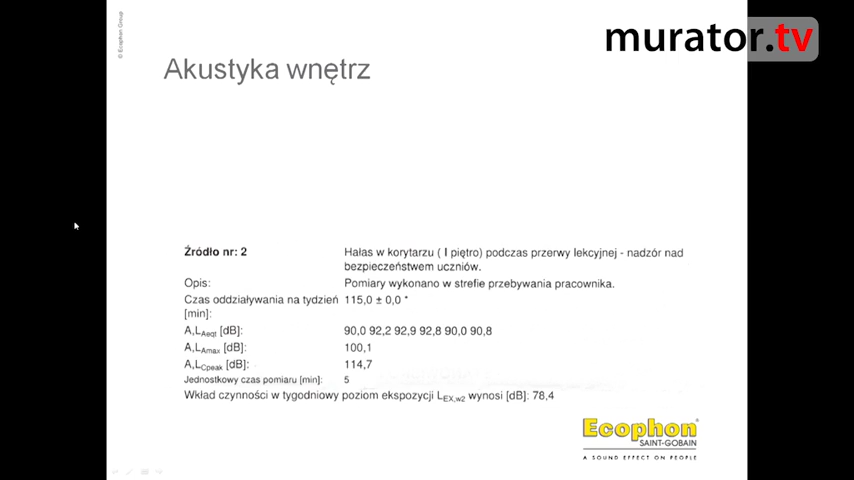 © Ecophon Group
murator.tv
Akustyka wnętrz
Źródło nr: 2 Hałas w korytarzu ( I piętro) podczas przerwy lekcyjnej - nadzór nad
bezpieczeństwem uczniów.
Opis: Pomiary wykonano w strefie przebywania pracownika.
Czas oddziaływania na tydzień 115,0 ± 0,0 *
[min]:
A,LAeqt [dB]: 90,0 92,2 92,9 92,8 90,0 90,8
A,LAmax [dB]: 100,1
A,LCpeak [dB]: 114,7
Jednostkowy czas pomiaru [min]: 5
Wkład czynności w tygodniowy poziom ekspozycji LEX,w2 wynosi [dB]: 78,4
Ecophon
SAINT-GOBAIN
A SOUND EFFECT ON PEOPLE